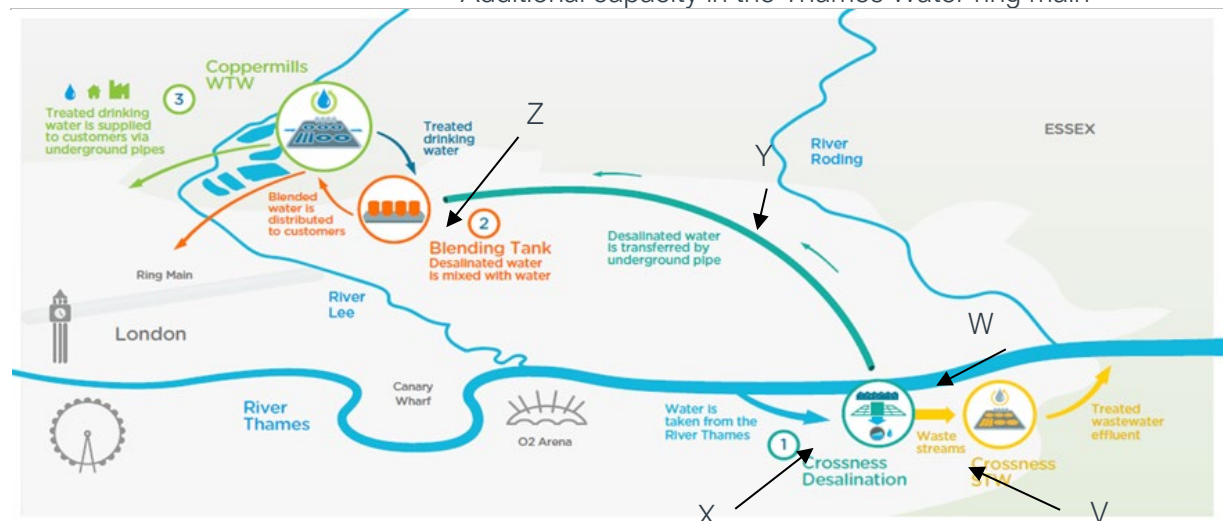 Additional capacity in the Thames Water ring main
Coppermills
WTW
3
Treated drinking
water is supplied
to customers via
underground pipes
Treated
drinking
water
Z
Y
River
Roding
ESSEX
Blended
water is
distributed
to customers
2
Blending Tank
Desalinated water
is mixed with water
Desalinated water
is transferred by
underground pipe
Ring Main
River
Lee
London
W
Canary
Wharf
River
Thames
O2 Arena
Water is
taken from the
River Thames
1
Crossness
Desalination
Waste
streams
Crossness
STW
Treated
wastewater
effluent
X
V